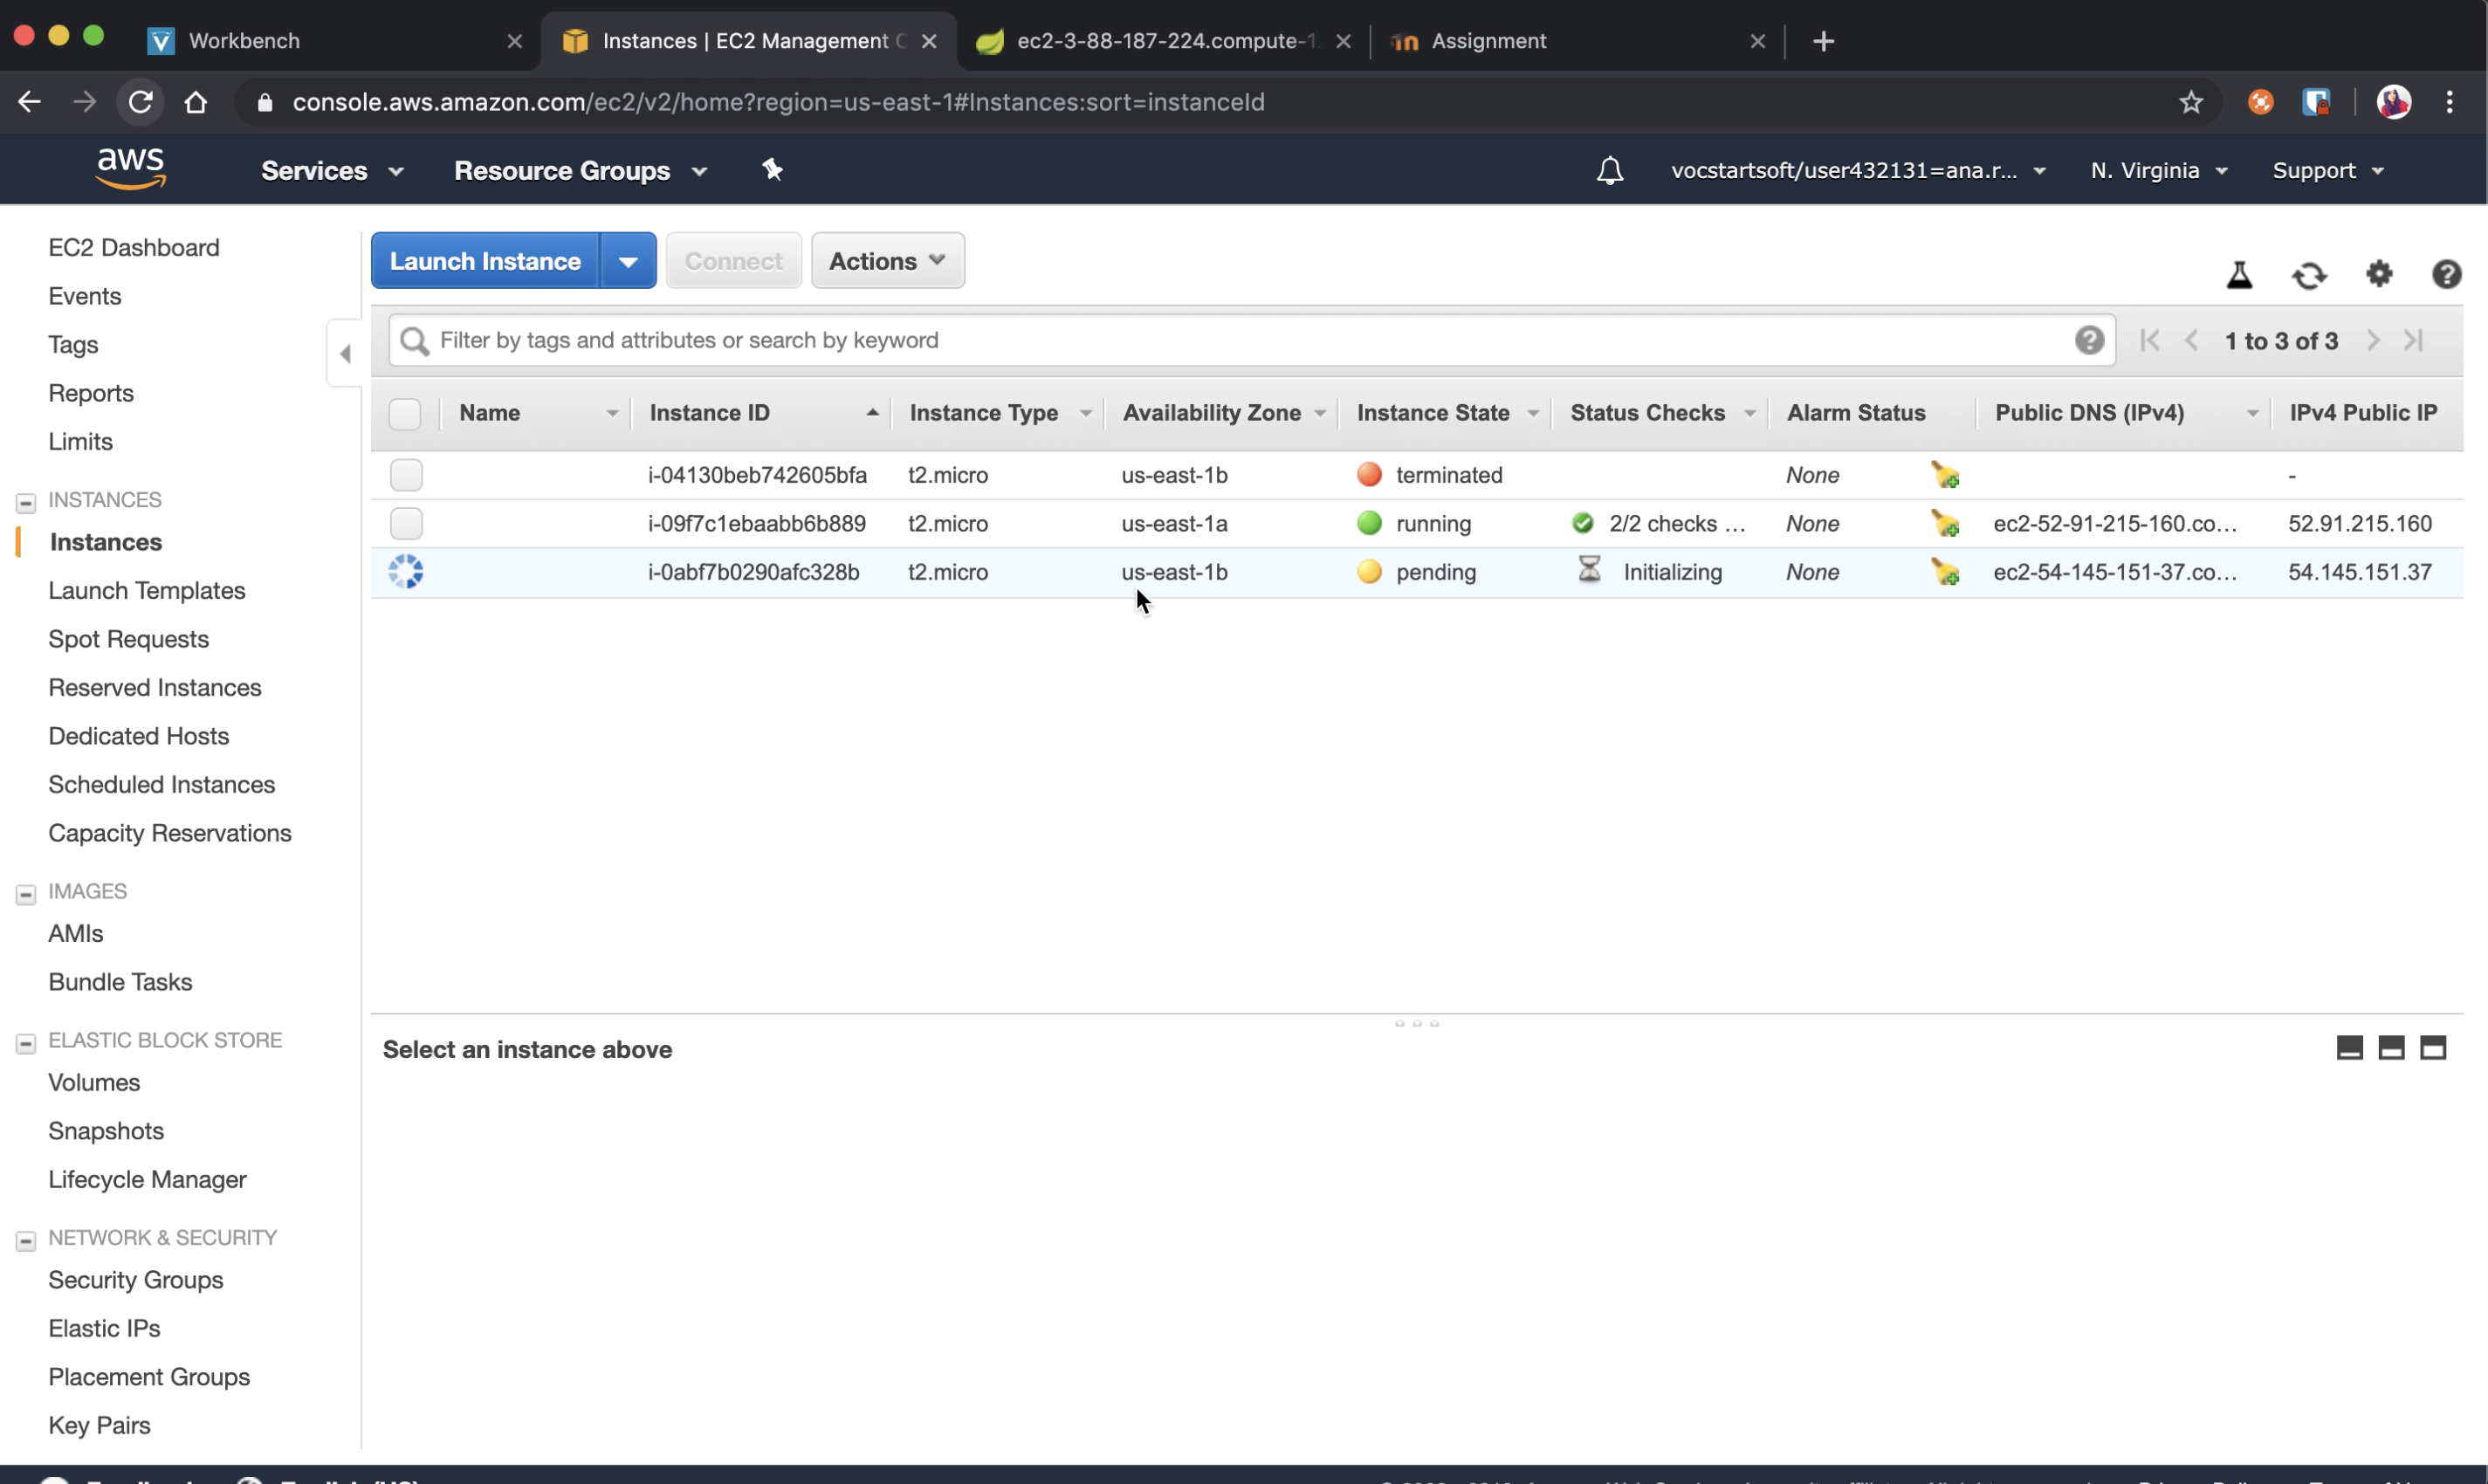 Workbench
Instances | EC2 Management C
ec2-3-88-187-224.compute-1.
Assignment
console.aws.amazon.com/ec2/v2/home?region=us-east-1#Instances:sort=instanceId
aws
Services
Resource Groups
vocstartsoft/user432131=ana.r...
N. Virginia
Support
EC2 Dashboard
Events
Tags
Reports
Limits
INSTANCES
Instances
Launch Templates
Spot Requests
Reserved Instances
Dedicated Hosts
Scheduled Instances
Capacity Reservations
IMAGES
AMIs
Bundle Tasks
ELASTIC BLOCK STORE
Volumes
Snapshots
Lifecycle Manager
NETWORK & SECURITY
Security Groups
Elastic IPs
Placement Groups
Key Pairs
Launch Instance
Connect
Actions
Filter by tags and attributes or search by keyword
1 to 3 of 3
Name Instance ID Instance Type Availability Zone Instance State Status Checks Alarm Status Public DNS (IPv4) IPv4 Public IP
i-04130beb742605bfa t2.micro us-east-1b terminated None -
i-09f7c1ebaabb6b889 t2.micro us-east-1a running 2/2 checks ... None ec2-52-91-215-160.co... 52.91.215.160
i-0abf7b0290afc328b t2.micro us-east-1b pending Initializing None ec2-54-145-151-37.co... 54.145.151.37
Select an instance above